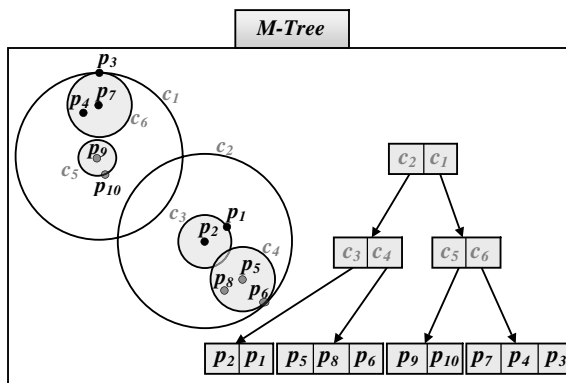 M-Tree
p3
c1
p4 p7
c6
p9
c5
p10
c2
c2 c1
c3 p1
p2
c4
c3 c4 c5 c6
p5
p8 p6
p2 p1 p5 p8 p6 p9 p10 p7 p4 p3